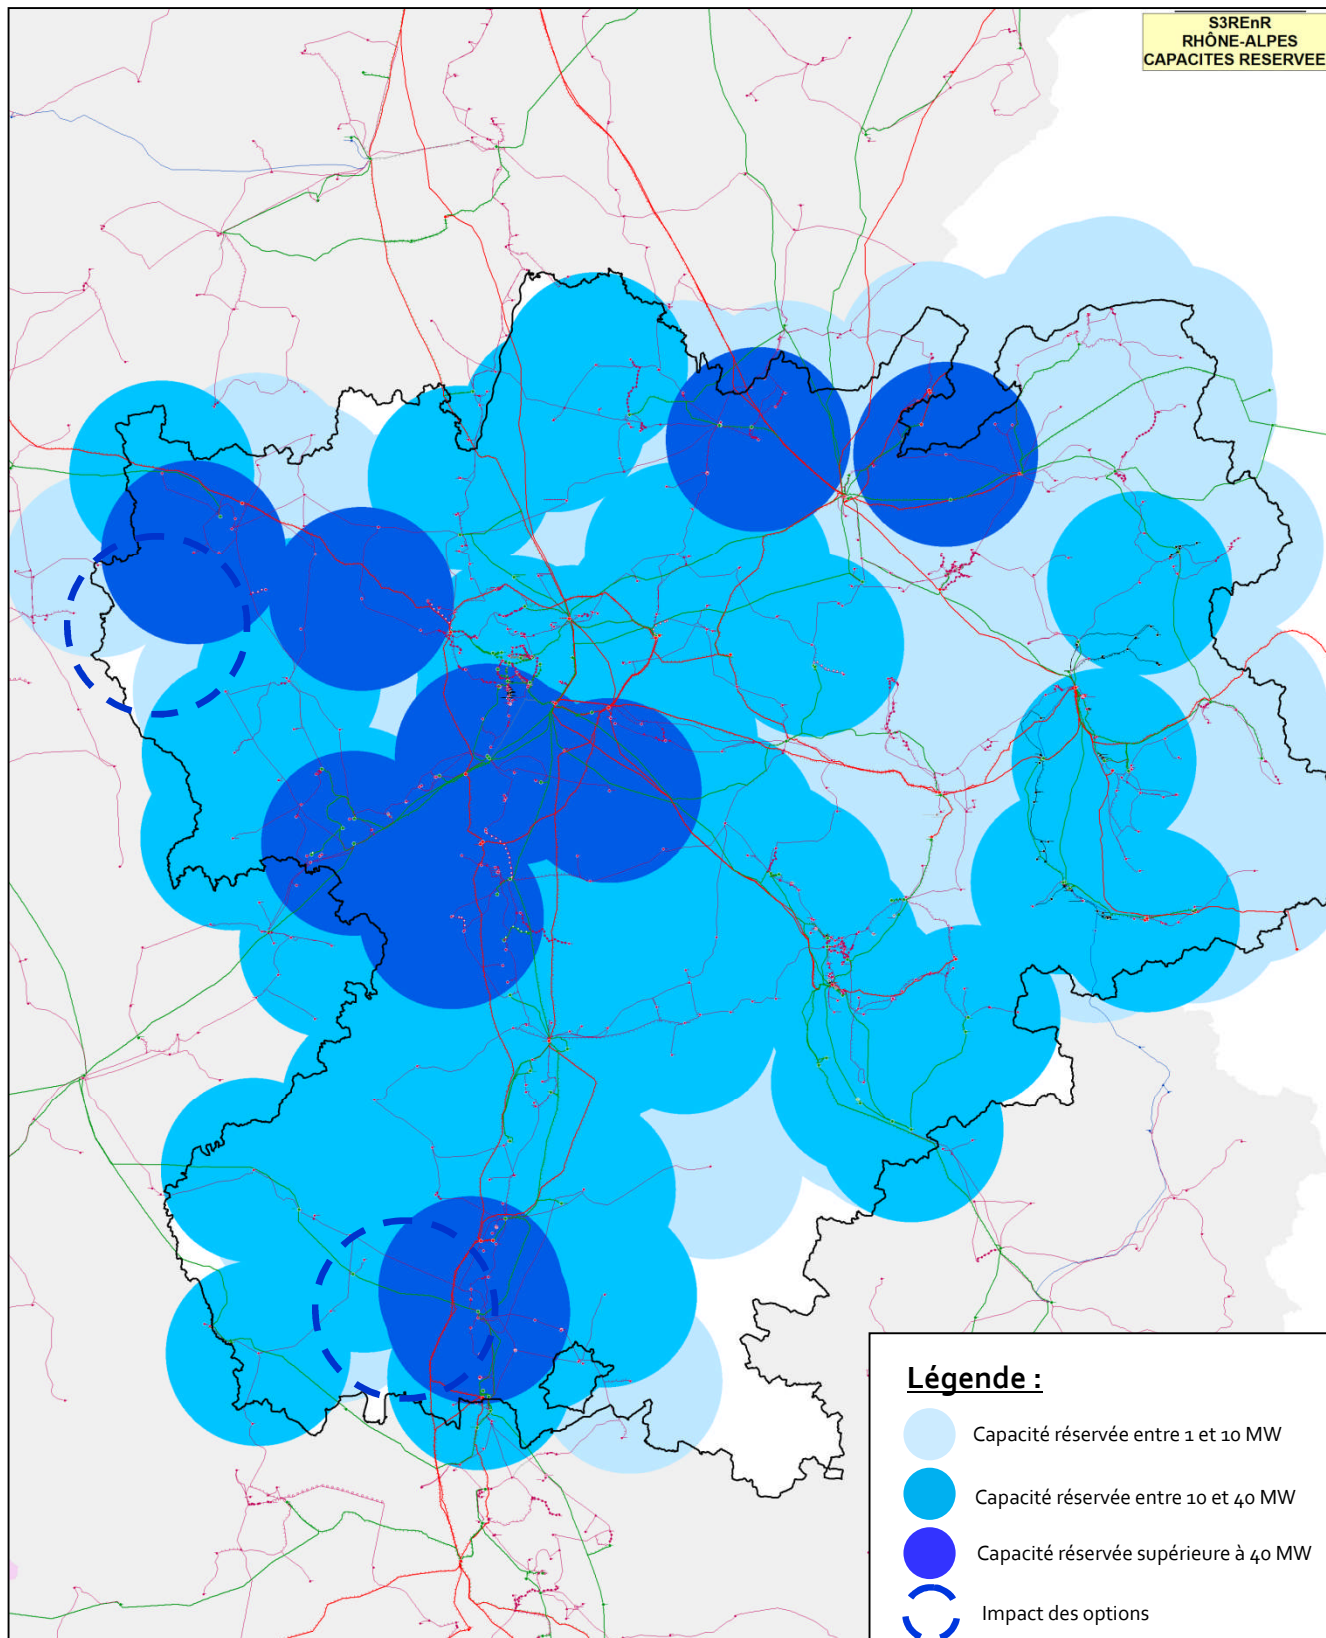 S3REnR
RHÔNE-ALPES
CAPACITES RESERVEE
Légende :
Capacité réservée entre 1 et 10 MW
Capacité réservée entre 10 et 40 MW
Capacité réservée supérieure à 40 MW
Impact des options